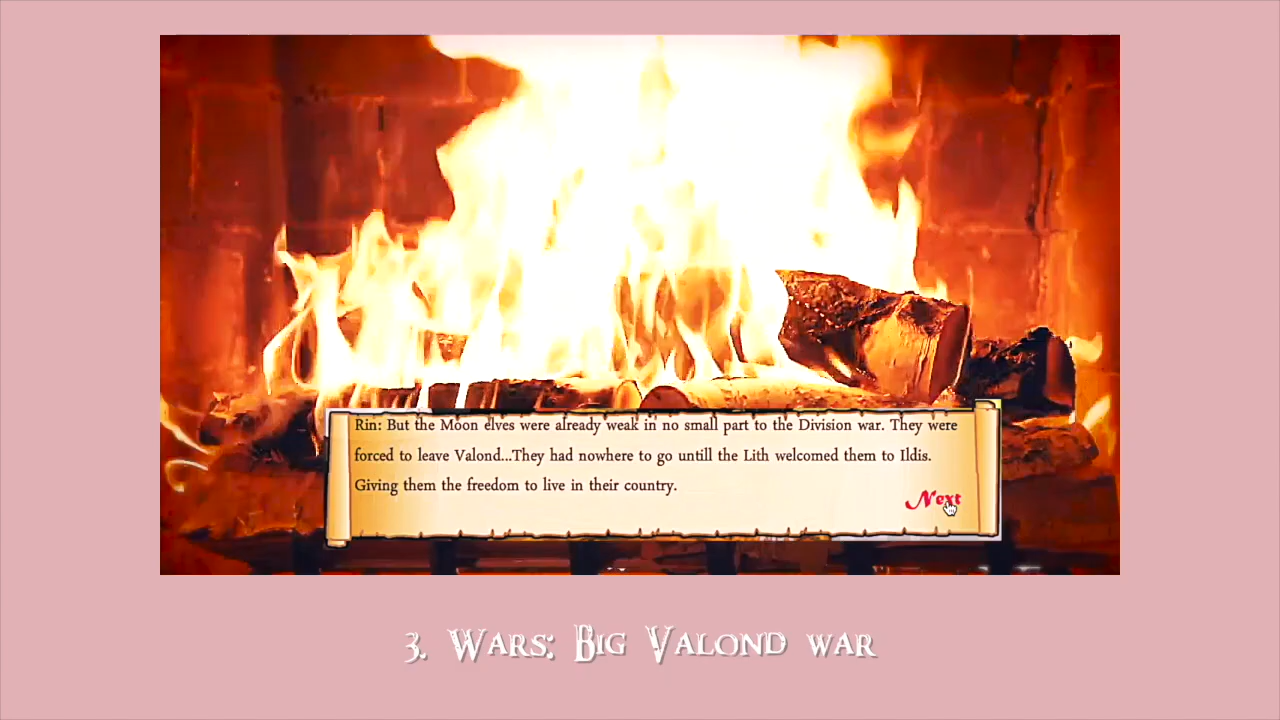 Rin: But the Moon elves were already weak in no small part to the Division war. They were
forced to leave Valond...They had nowhere to go untill the Lith welcomed them to Ildis.
Giving them the freedom to live in their country.
Next
3. Wars: Big Valond war